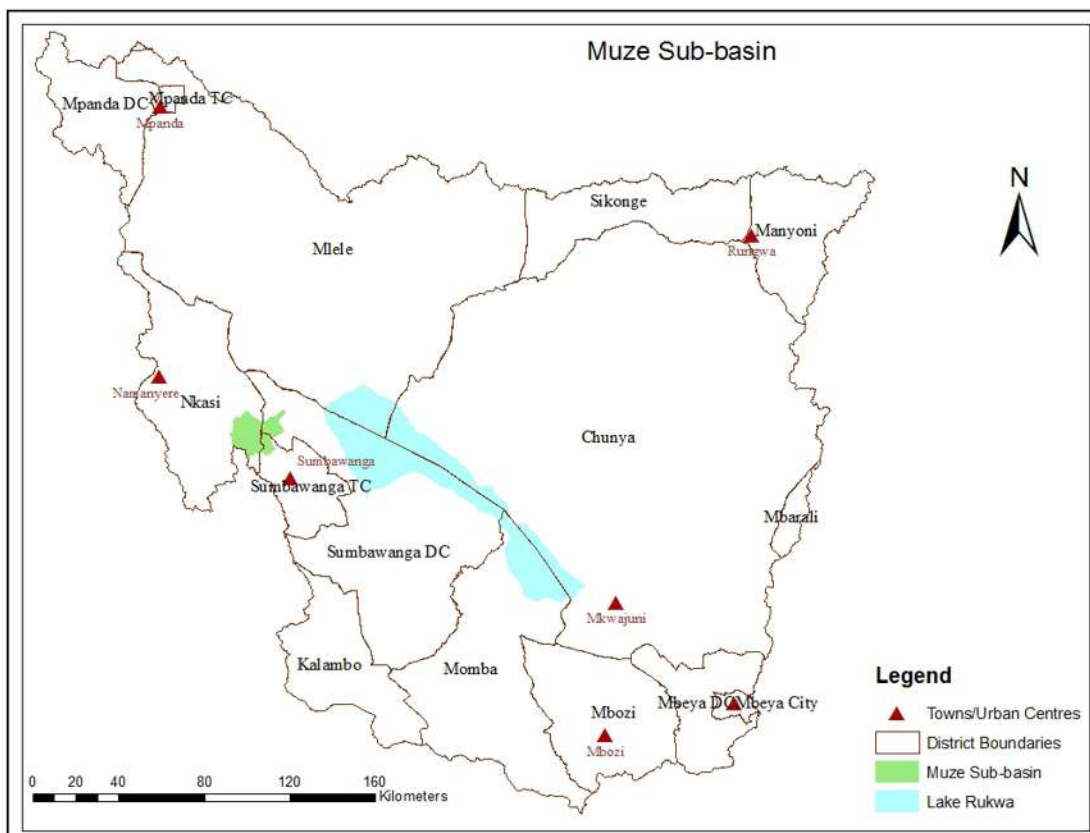 Muze Sub-basin
N
Mpanda DC
Mpanda TC
Mpanda
Sikonge
Manyoni
Rungwa
Mlele
Namanyere
Nkasi
Chunya
Sumbawanga
Sumbawanga TC
Mbarali
Sumbawanga DC
Mkwajuni
Kalambo
Momba
Mbozi
Mbozi
Mbeya DC
Mbeya City
Legend
Towns/Urban Centres
District Boundaries
Muze Sub-basin
Lake Rukwa
0 20 40 80 120 160
Kilometers